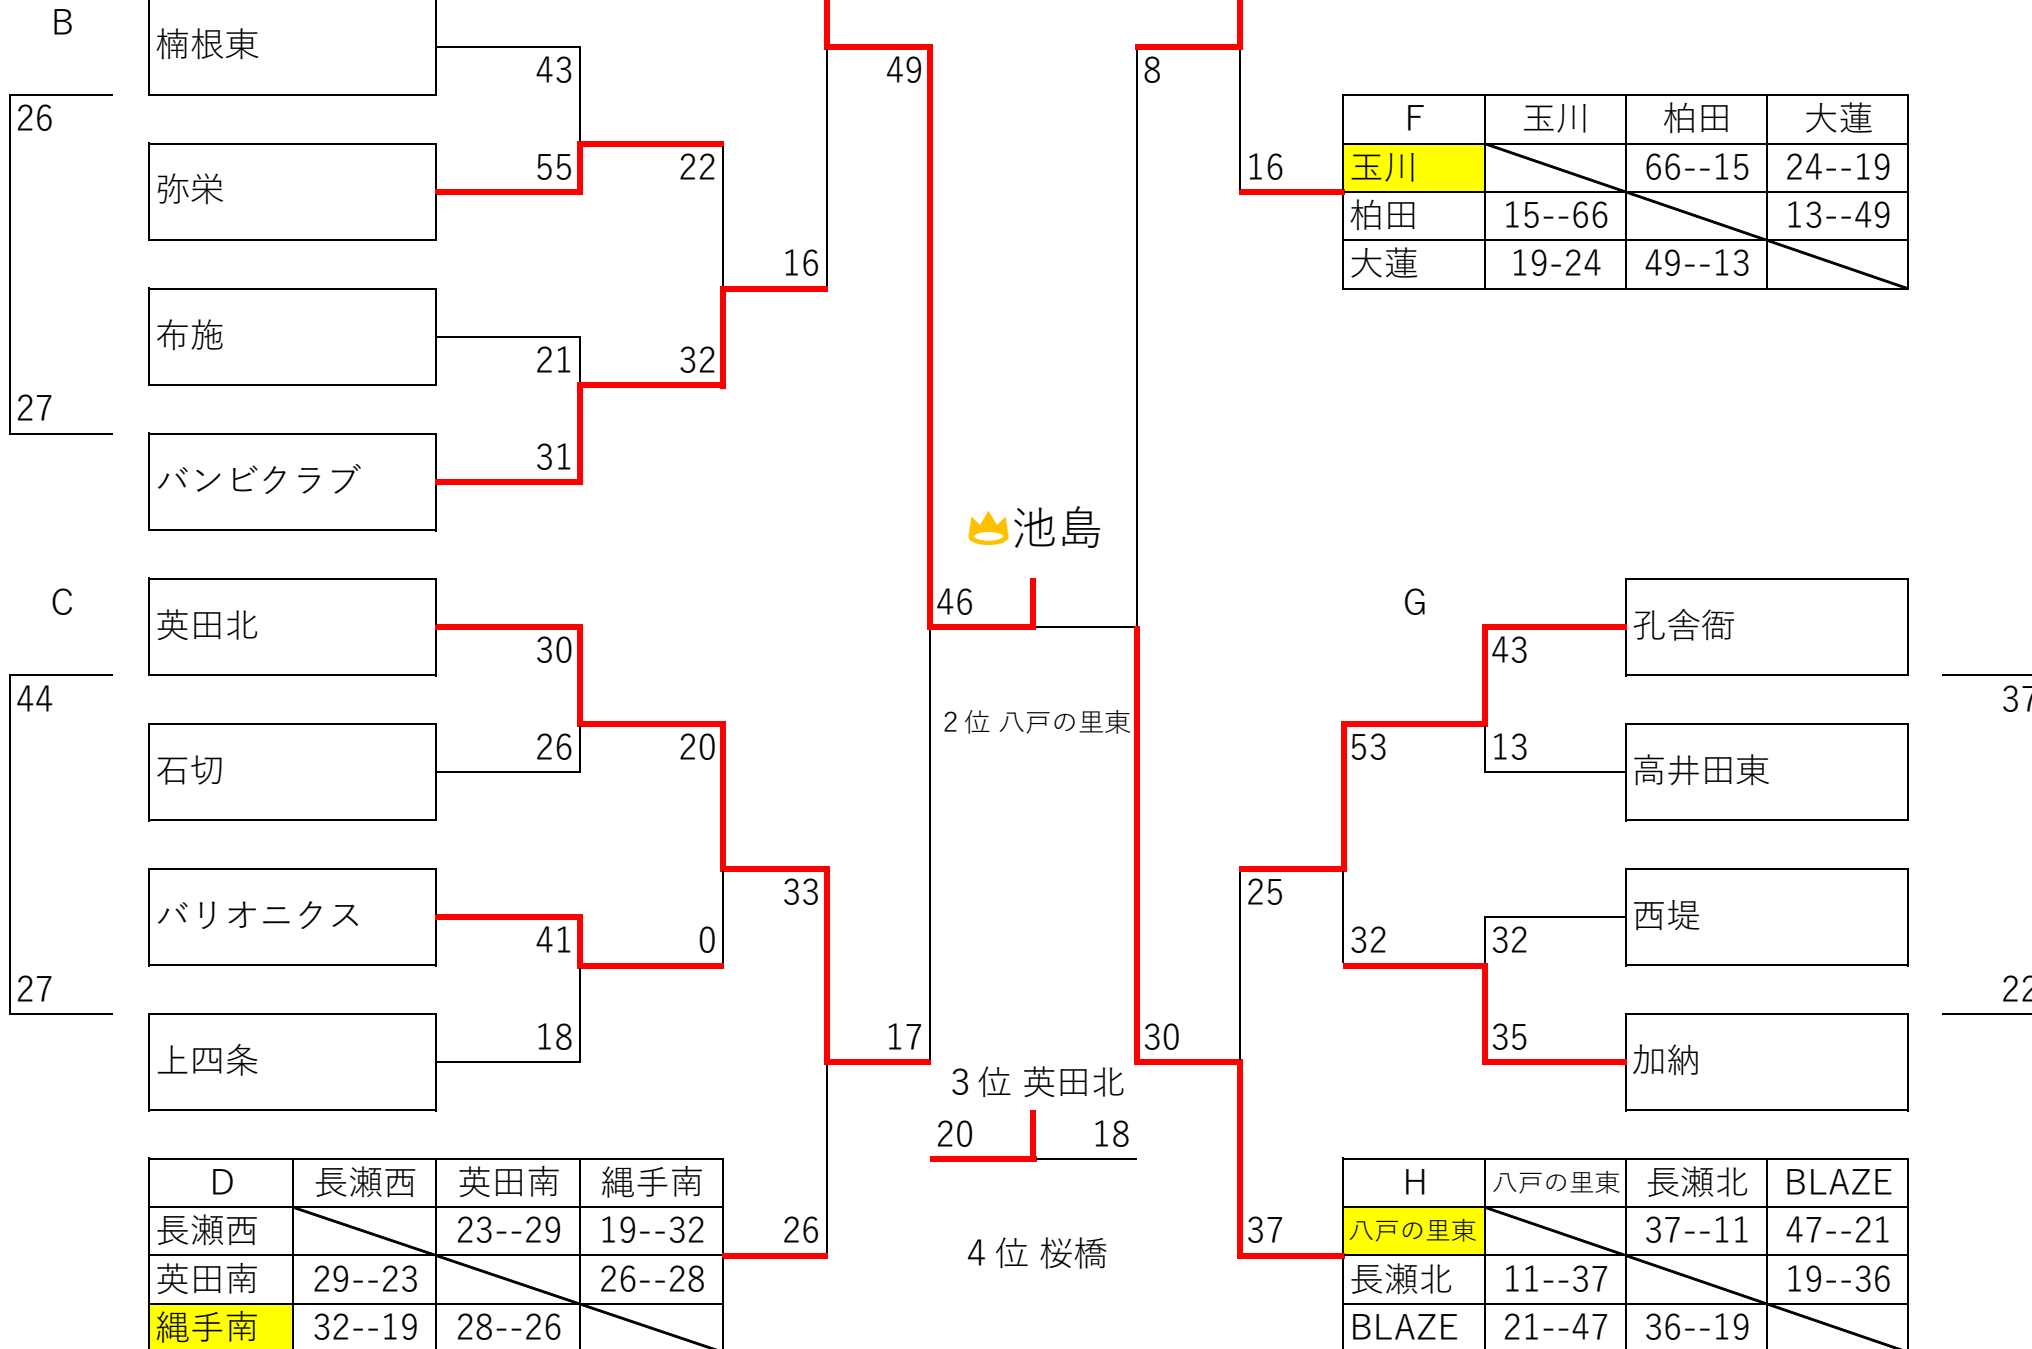 B
楠根東
43
26
弥栄
55
22
布施
21
32
16
27
バンビクラブ
31
49
8
16
F 玉川 柏田 大蓮
玉川 66--15 24--19
柏田 15--66 13--49
大蓮 19-24 49--13
池島
46
2位 八戸の里東
C
英田北
30
44
石切
26
20
バリオニクス
41
0
33
27
上四条
18
17
26
D 長瀬西 英田南 縄手南
長瀬西 23--29 19--32
英田南 29--23 26--28
縄手南 32--19 28--26
3位 英田北
20 18
4位 桜橋
G
孔舎衙
43
37
高井田東
13
53
西堤
32
32
25
22
加納
35
30
37
H 八戸の里東 長瀬北 BLAZE
八戸の里東 37--11 47--21
長瀬北 11--37 19--36
BLAZE 21--47 36--19